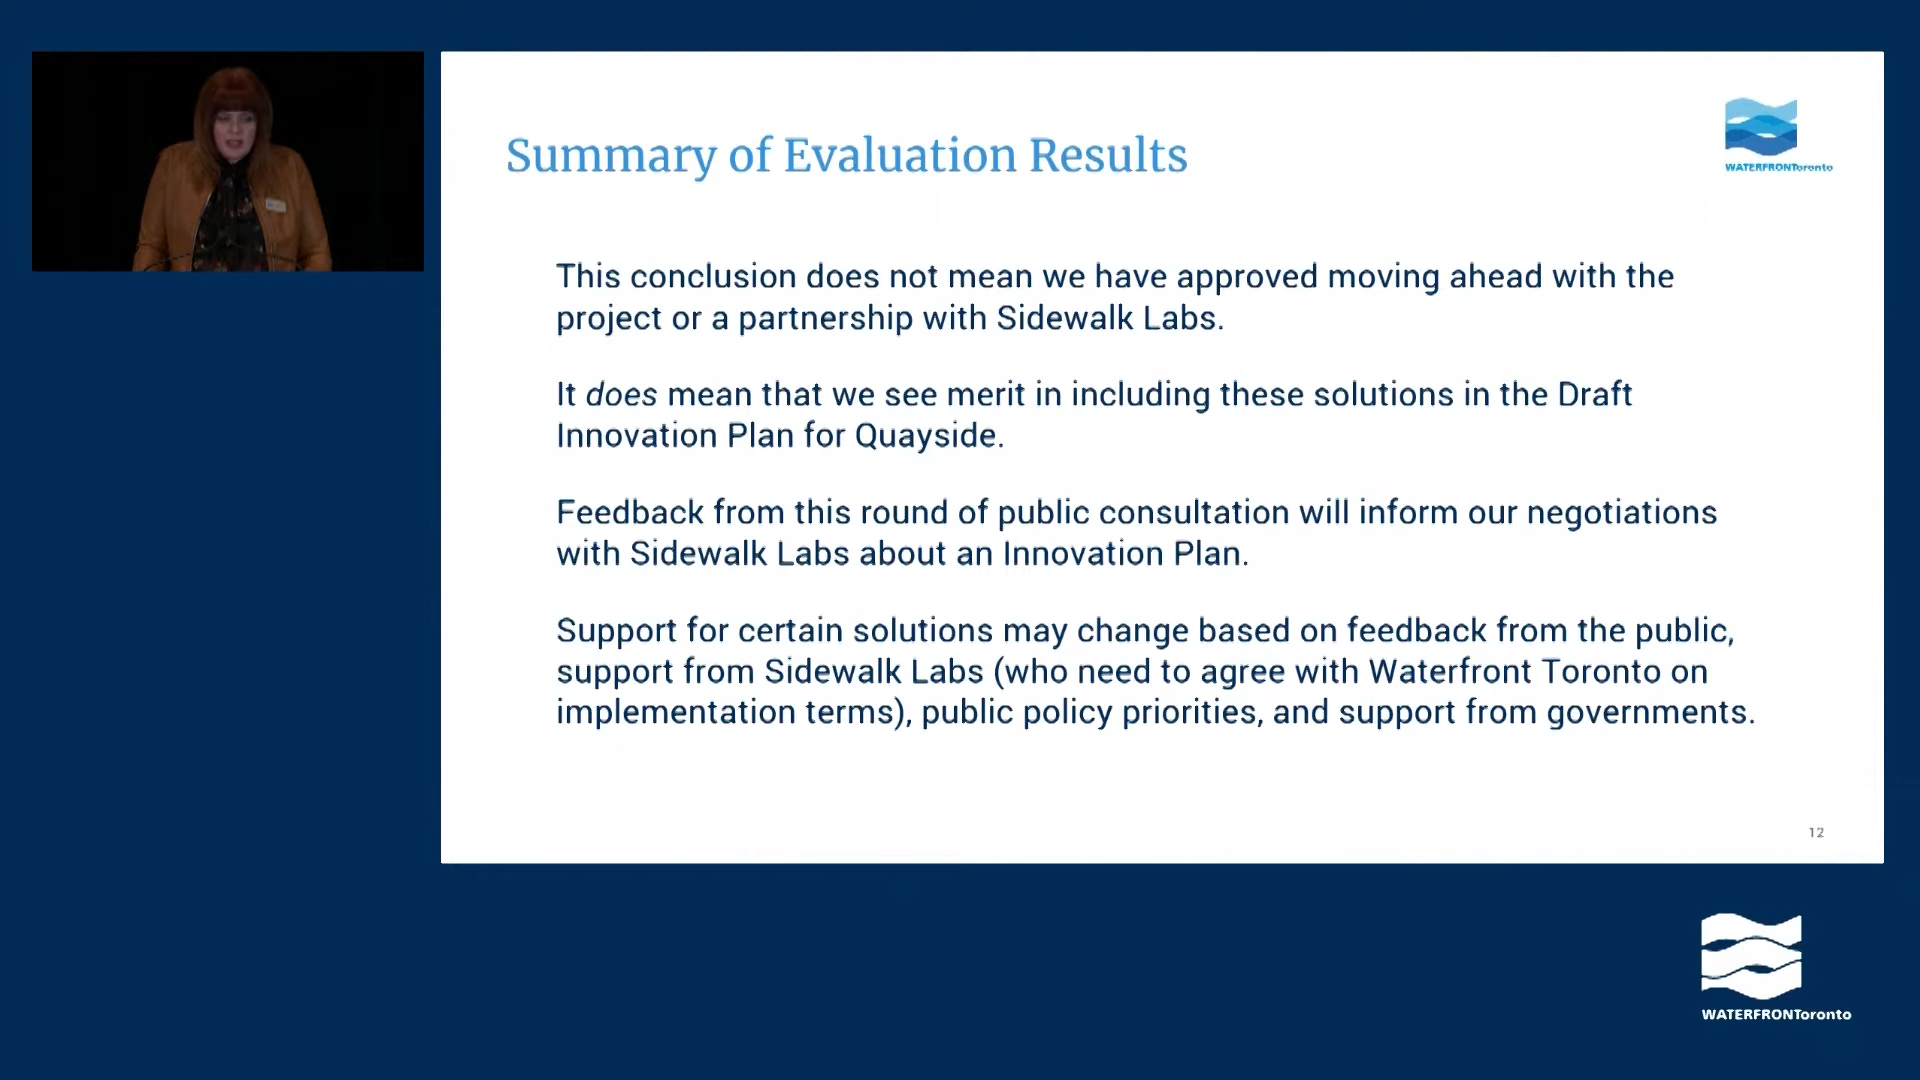 Summary of Evaluation Results
WATERFRONToronto
This conclusion does not mean we have approved moving ahead with the
project or a partnership with Sidewalk Labs.
It does mean that we see merit in including these solutions in the Draft
Innovation Plan for Quayside.
Feedback from this round of public consultation will inform our negotiations
with Sidewalk Labs about an Innovation Plan.
Support for certain solutions may change based on feedback from the public,
support from Sidewalk Labs (who need to agree with Waterfront Toronto on
implementation terms), public policy priorities, and support from governments.
12
WATERFRONToronto